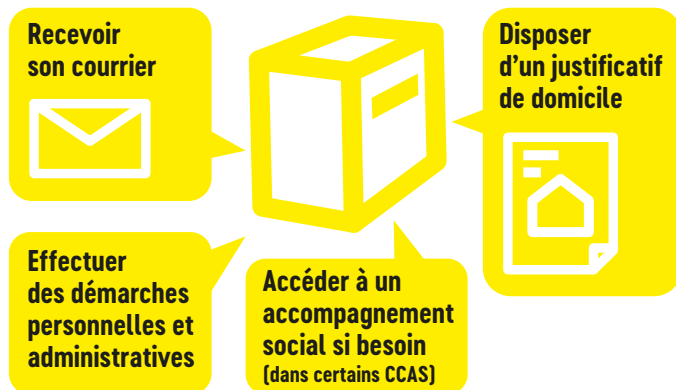 Recevoir
son courrier
Disposer
d'un justificatif
de domicile
Effectuer
des démarches
personnelles et
administratives
Accéder à un
accompagnement
social si besoin
(dans certains CCAS)